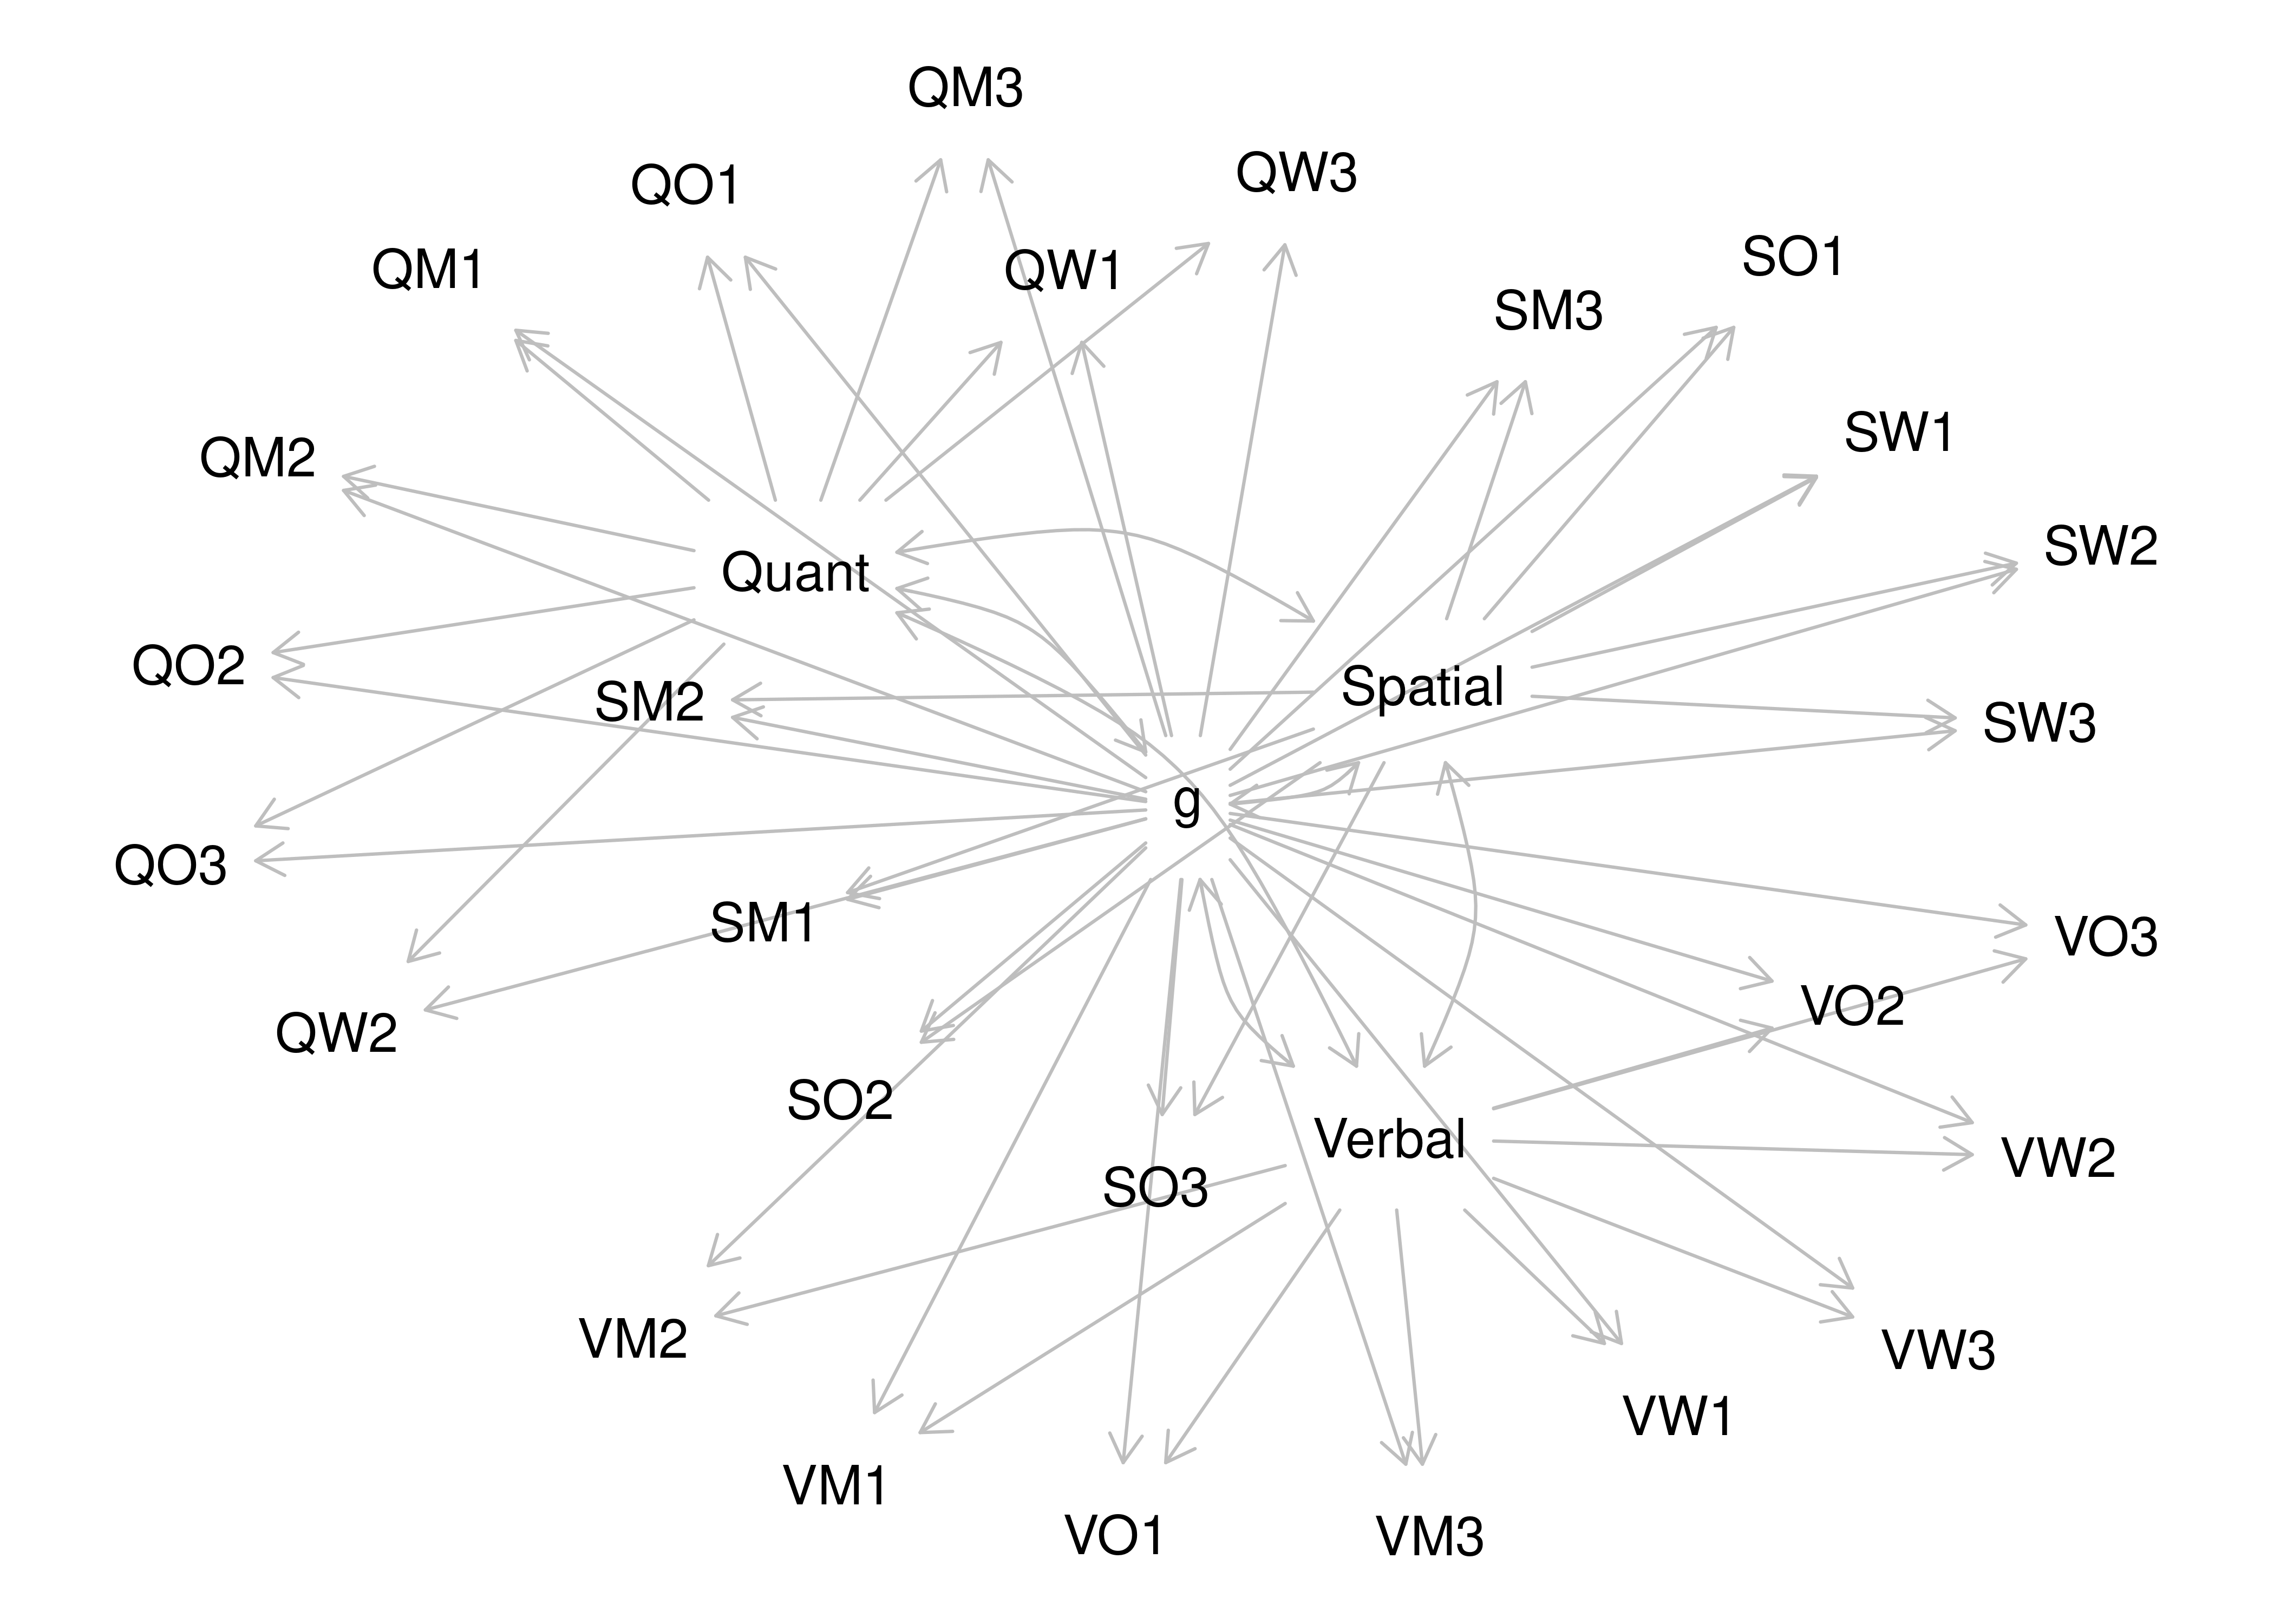 QM3
QW3
QO1
SO1
QM1
QW1
SM3
SW1
QM2
SW2
Quant
QO2
Spatial
SM2
SW3
g
QO3
SM1
VO3
VO2
QW2
SO2
Verbal
VW2
SO3
VM2
VW3
VW1
VM1
VO1
VM3